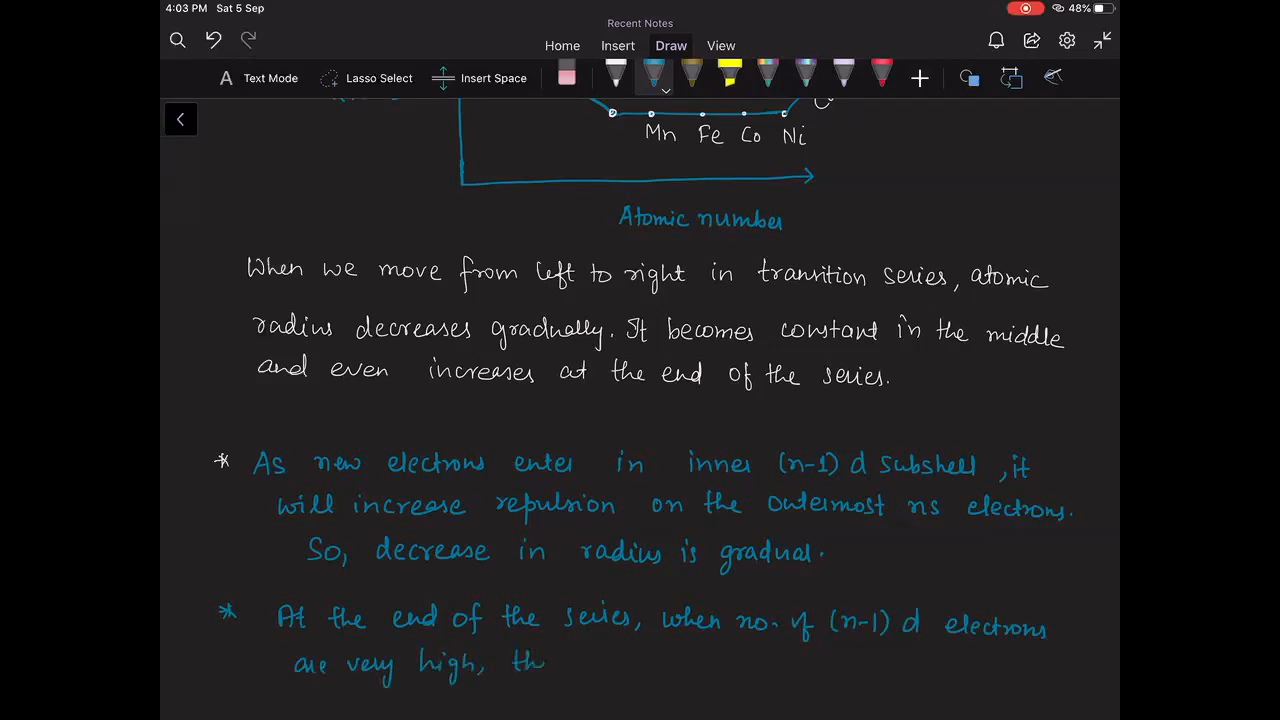 4:03 PM Sat 5 Sep
48%
Recent Notes
Home Insert Draw View
Text Mode Lasso Select Insert Space
Mn Fe Co Ni
Atomic number
When we move from left to right in transition series, atomic
radius decreases gradually. It becomes constant in the middle
and even increases at the end of the series.
* As new electrons enter in inner (n-1) d subshell, it
will increase repulsion on the outermost ns electrons.
So, decrease in radius is gradual.
* At the end of the series, when no. of (n-1) d electrons
are very high, th